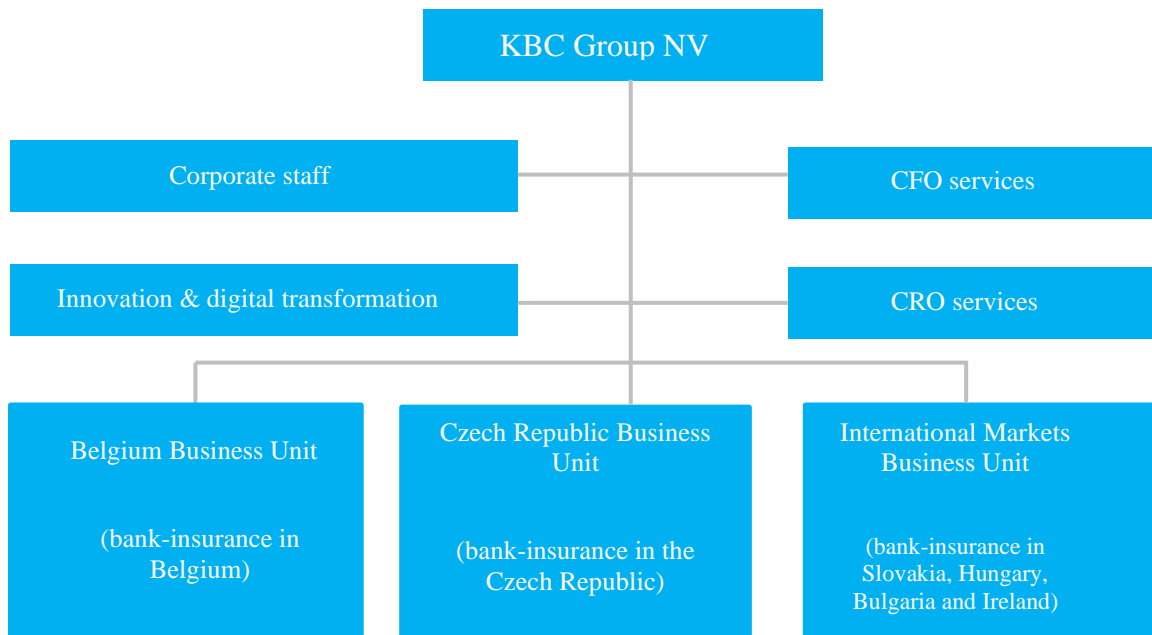 KBC Group NV
Corporate staff
CFO services
Innovation & digital transformation
CRO services
Belgium Business Unit
(bank-insurance in
Belgium)
Czech Republic Business
Unit
(bank-insurance in the
Czech Republic)
International Markets
Business Unit
(bank-insurance in
Slovakia, Hungary,
Bulgaria and Ireland)